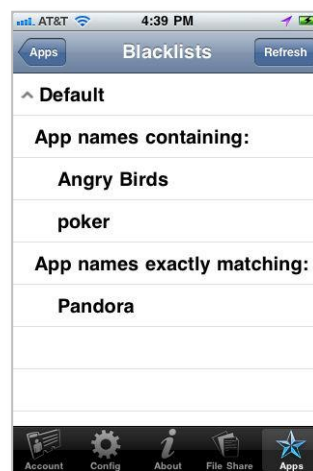 AT&T 4:39 PM
Apps Blacklists Refresh
Default
App names containing:
Angry Birds
poker
App names exactly matching:
Pandora
Account Config About File Share Apps